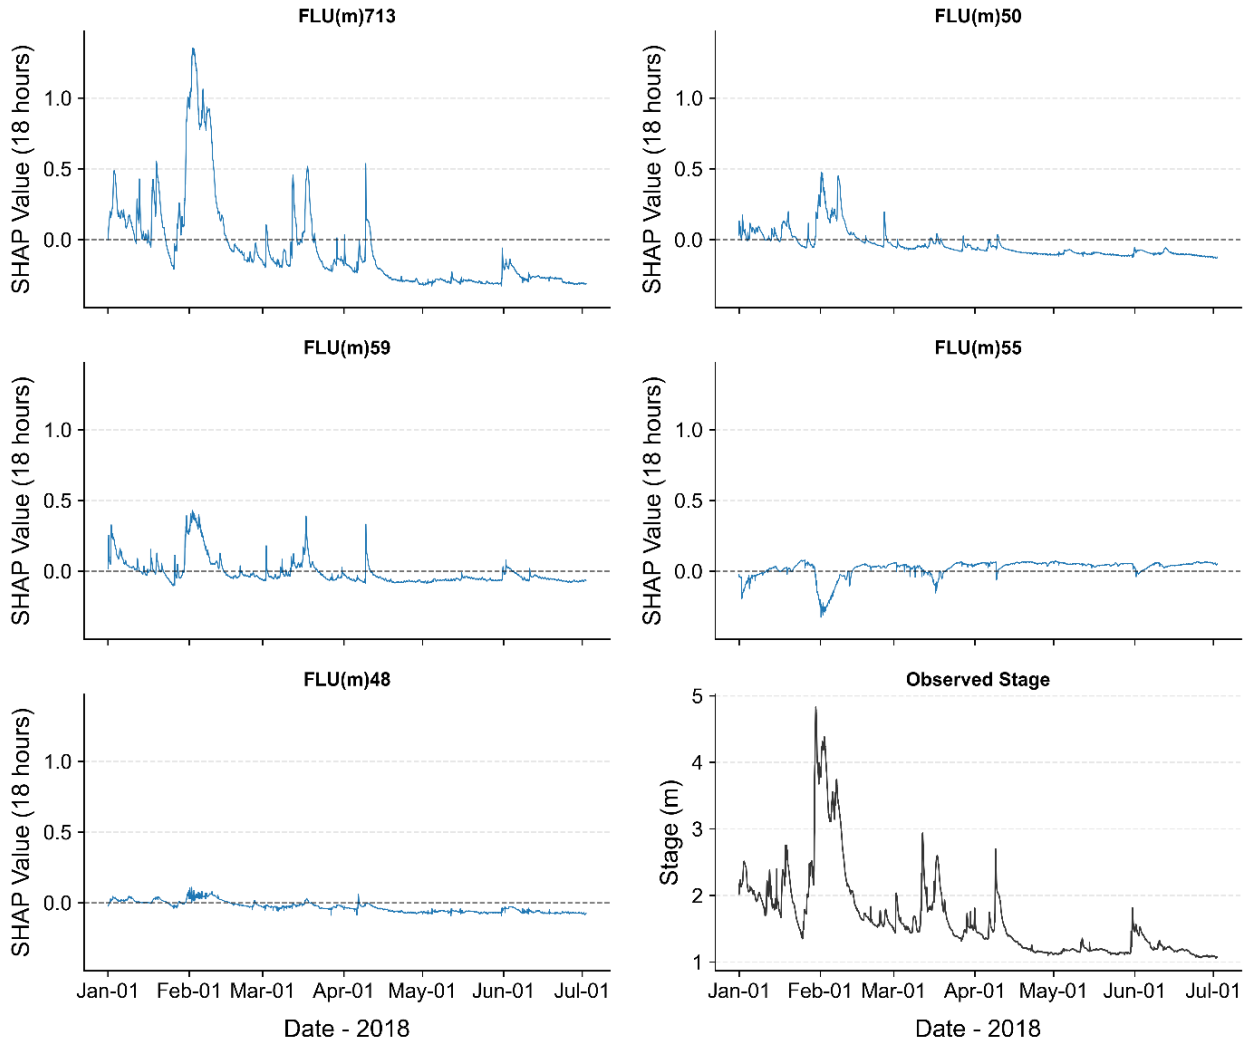 FLU(m)713
SHAP Value (18 hours)
1.0
0.5
0.0
FLU(m)50
SHAP Value (18 hours)
1.0
0.5
0.0
FLU(m)59
SHAP Value (18 hours)
1.0
0.5
0.0
FLU(m)55
SHAP Value (18 hours)
1.0
0.5
0.0
FLU(m)48
SHAP Value (18 hours)
1.0
0.5
0.0
Jan-01 Feb-01 Mar-01 Apr-01 May-01 Jun-01 Jul-01
Date - 2018
Observed Stage
Stage (m)
5
4
3
2
1
Jan-01 Feb-01 Mar-01 Apr-01 May-01 Jun-01 Jul-01
Date - 2018